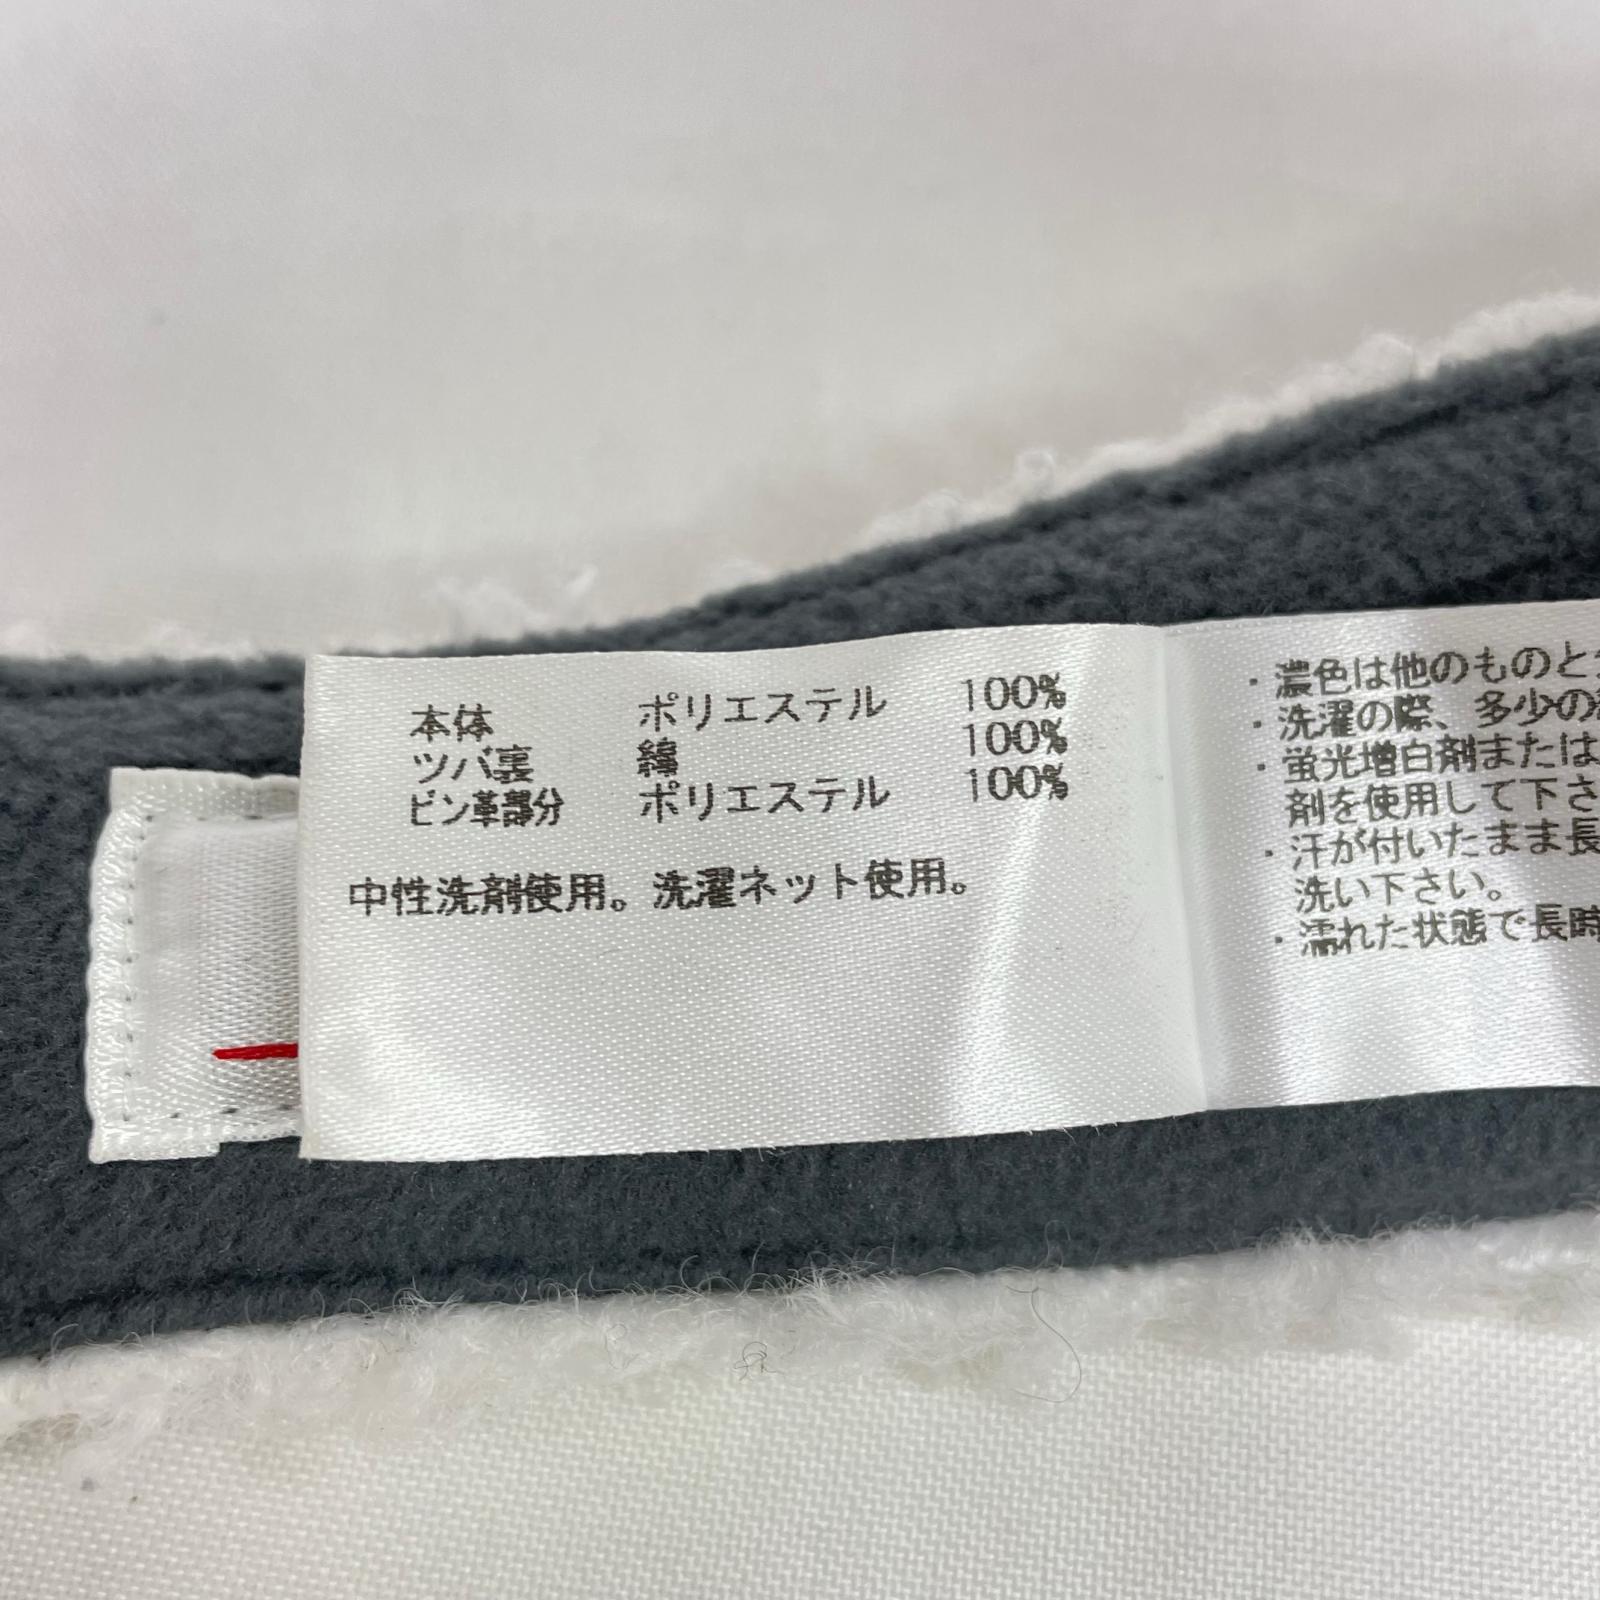 本体 ポリエステル 100%
ツバ裏 綿 100%
ビン革部分 ポリエステル 100%
中性洗剤使用。洗濯ネット使用。
・濃色は他のものと
・洗濯の際、多少の
・蛍光増白剤または
剤を使用して下さ
・汗が付いたまま長
洗い下さい。
・濡れた状態で長時